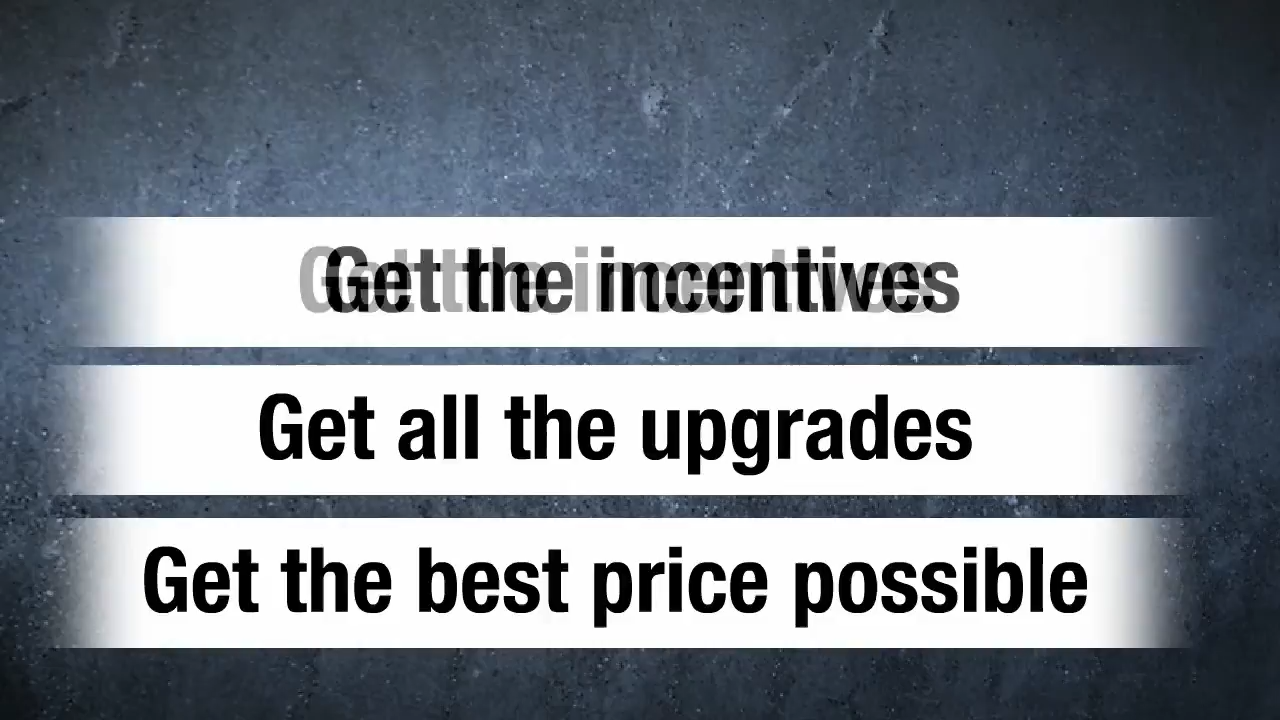 Get the incentives
Get all the upgrades
Get the best price possible